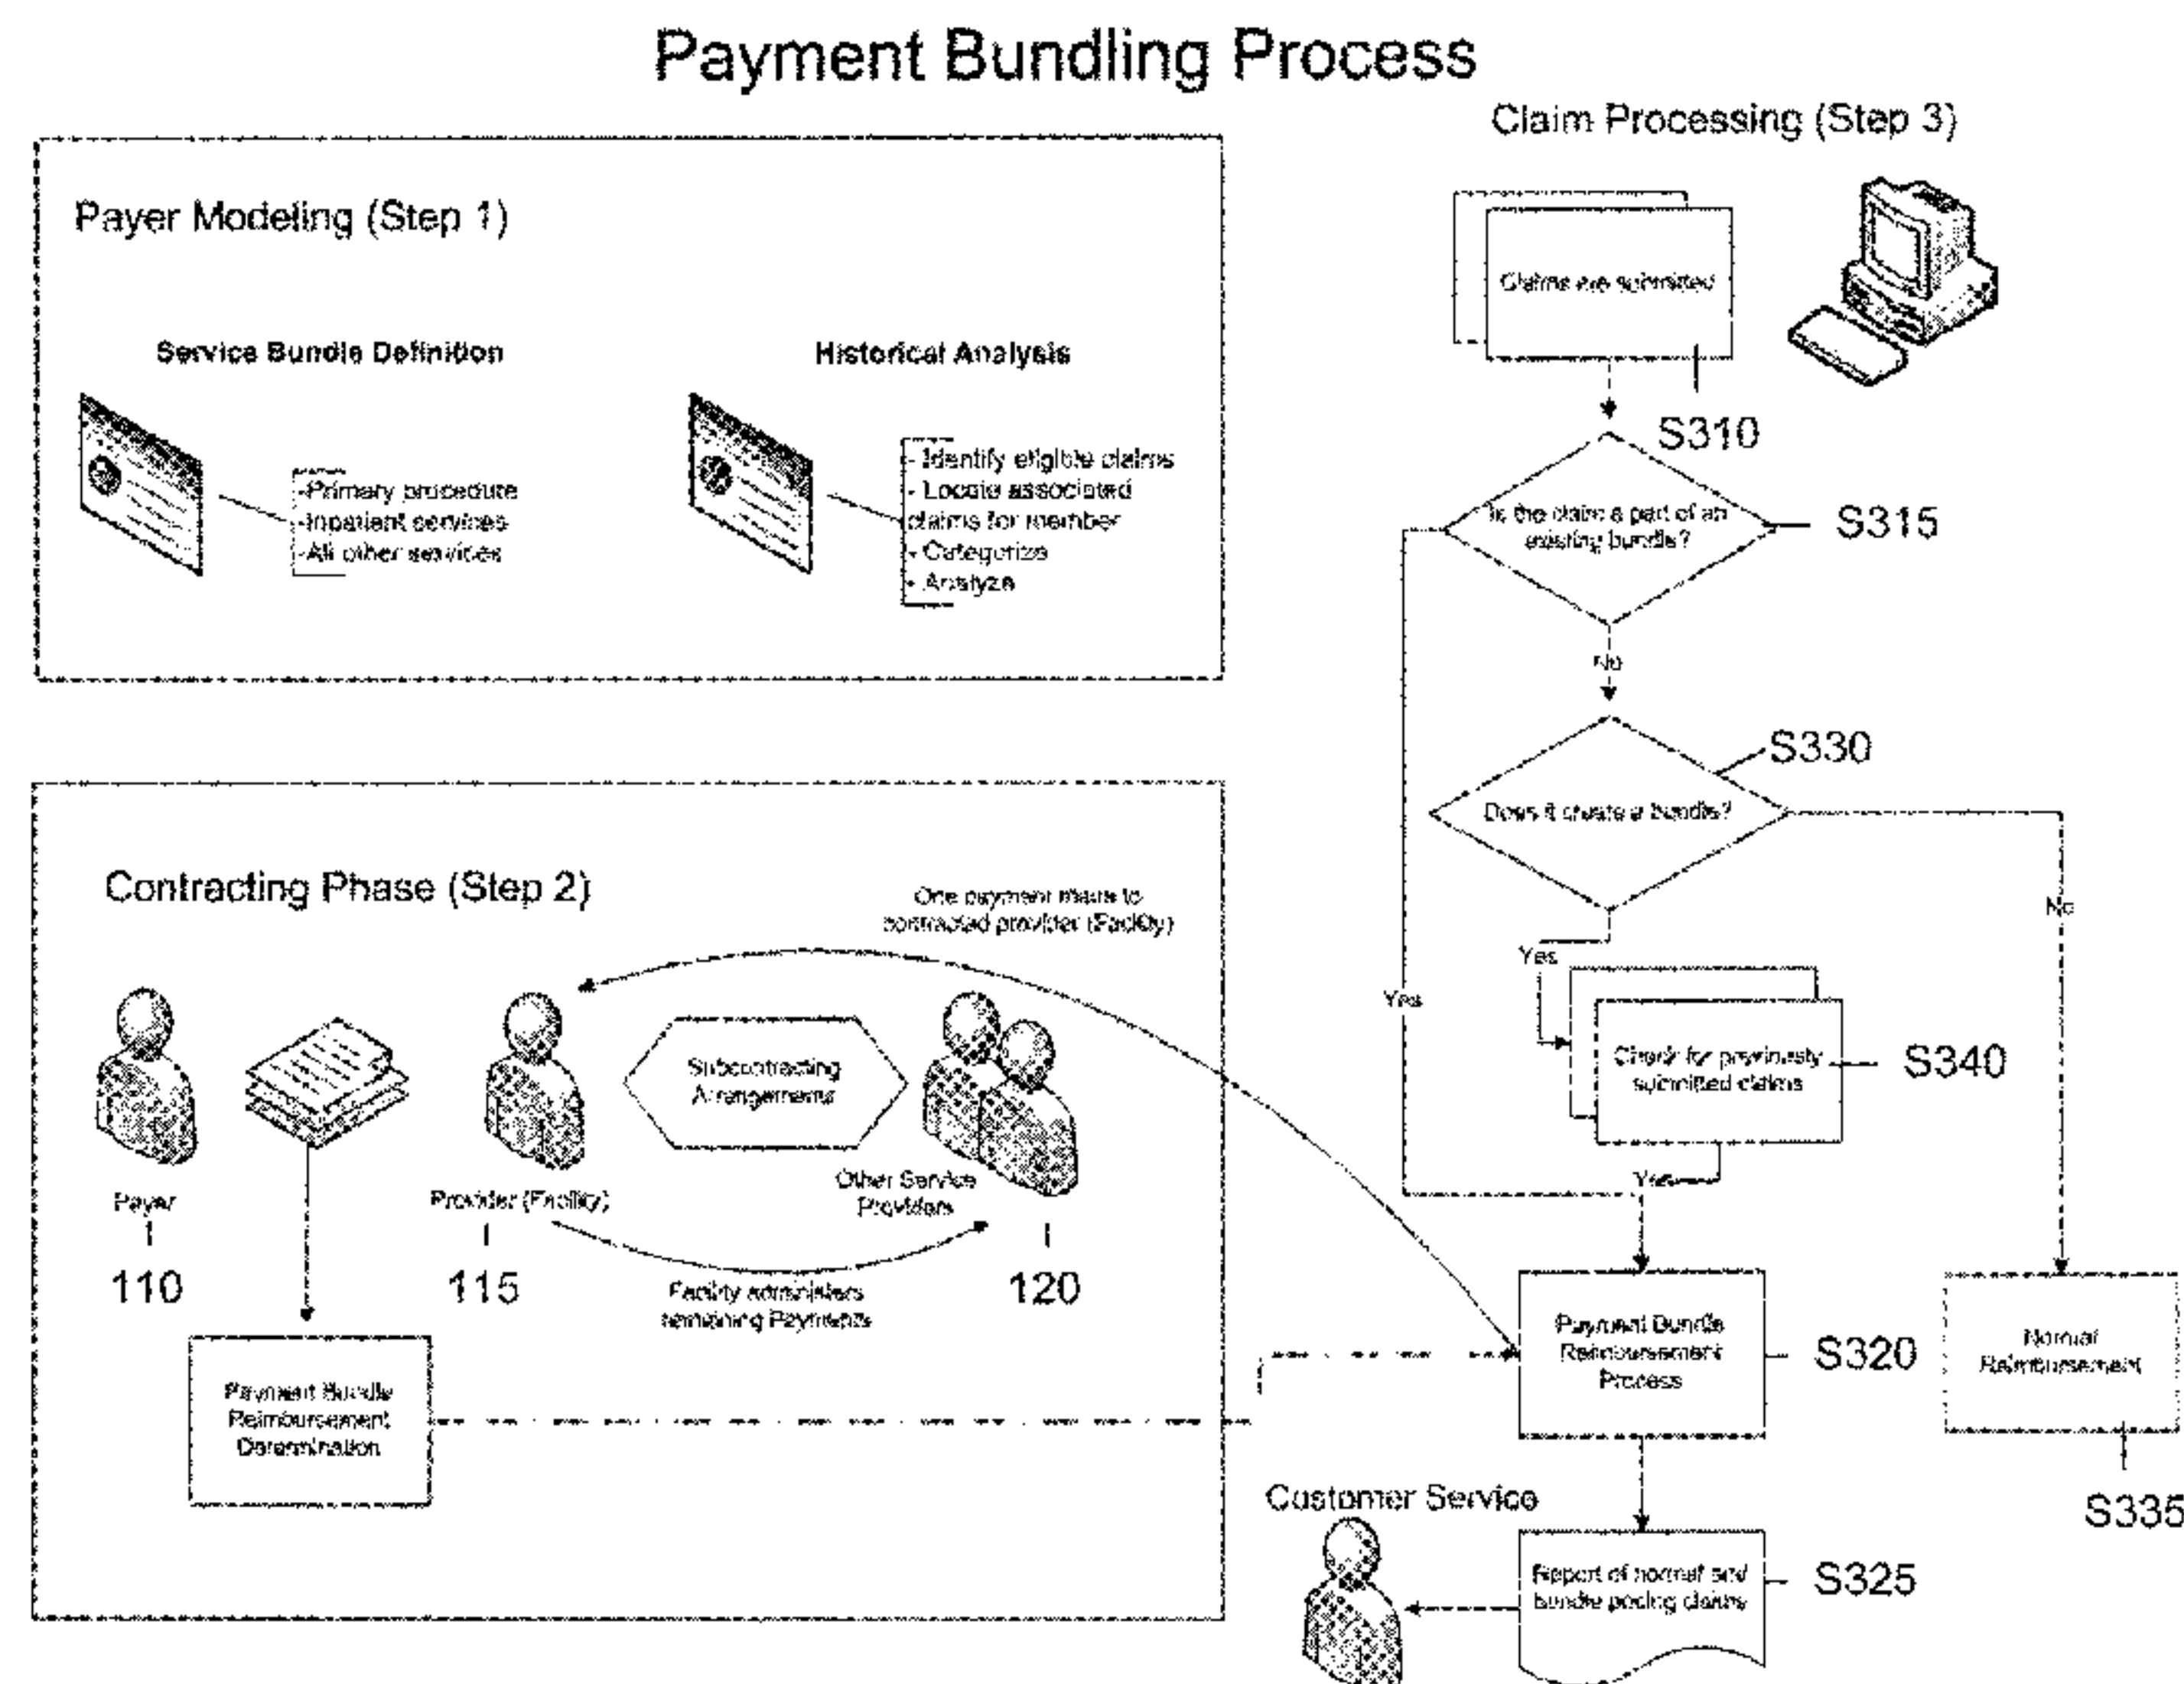 Payment Bundling Process
Payer Modeling (Step 1)
Service Bundle Definition
-Primary procedure
-Inpatient services
-All other services
Historical Analysis
- Identify eligible claims
- Locate associated
claims for member
- Categorize
- Analyze
Contracting Phase (Step 2)
One payment made to
contracted provider (Facility)
Subcontracting
Arrangements
Payer
110
Provider (Facility)
115
Other Service
Providers
120
Facility administers
remaining Payments
Payment Bundle
Reimbursement
Determination
Claim Processing (Step 3)
Claims are submitted
S310
Is the claim a part of an
existing bundle?
S315
No
Does it create a bundle?
S330
No
Yes
Yes
Check for previously
submitted claims
S340
Yes
Payment Bundle
Reimbursement
Process
S320
Normal
Reimbursement
S335
Customer Service
Report of normal and
bundle pricing claims
S325